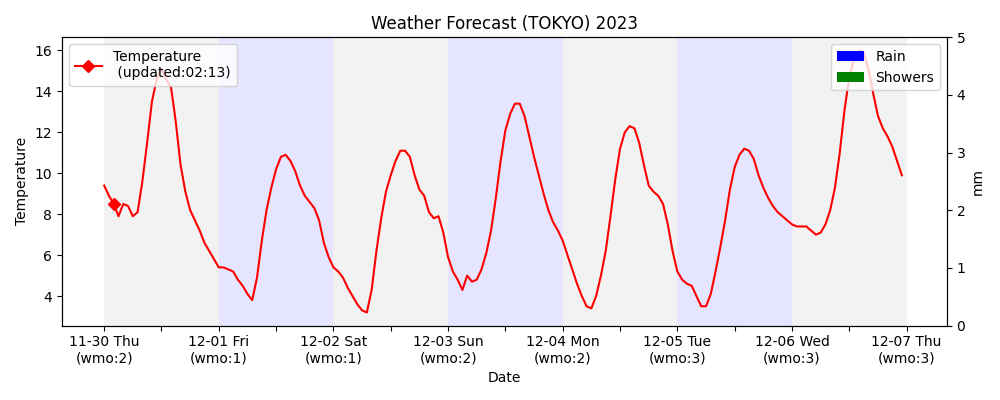 Weather Forecast (TOKYO) 2023
Temperature
(updated:02:13)
Rain
Showers
16
14
12
10
8
6
4
Temperature
5
4
3
2
1
0
mm
11-30 Thu
(wmo:2)
12-01 Fri
(wmo:1)
12-02 Sat
(wmo:1)
12-03 Sun
(wmo:2)
12-04 Mon
(wmo:2)
12-05 Tue
(wmo:3)
12-06 Wed
(wmo:3)
12-07 Thu
(wmo:3)
Date